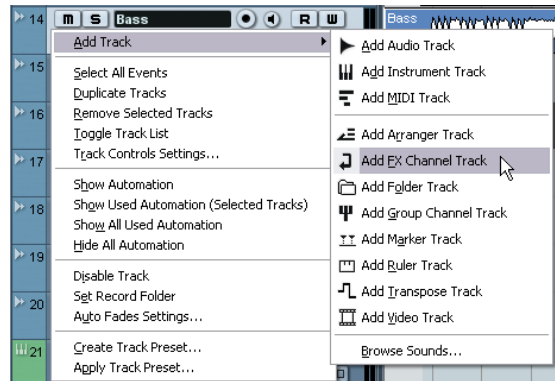 14 m S Bass R W Bass
Add Track
Select All Events
Duplicate Tracks
Remove Selected Tracks
Toggle Track List
Track Controls Settings...
Show Automation
Show Used Automation (Selected Tracks)
Show All Used Automation
Hide All Automation
Disable Track
Set Record Folder
Auto Fades Settings...
Create Track Preset...
Apply Track Preset...
Add Audio Track
Add Instrument Track
Add MIDI Track
Add Arranger Track
Add FX Channel Track
Add Folder Track
Add Group Channel Track
Add Marker Track
Add Ruler Track
Add Transpose Track
Add Video Track
Browse Sounds...
15
16
17
18
19
20
21